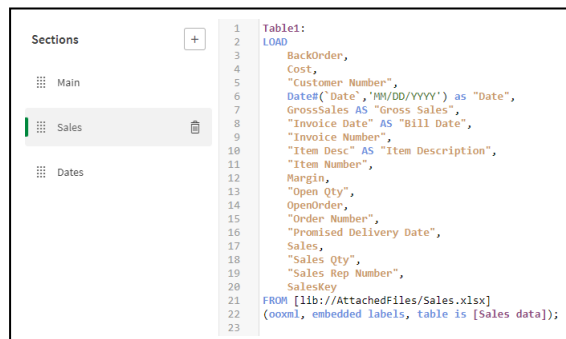 Sections
+
Main
Sales
Dates
1 Table1:
2 LOAD
3 BackOrder,
4 Cost,
5 "Customer Number",
6 Date#(`Date`,'MM/DD/YYYY') as "Date",
7 GrossSales AS "Gross Sales",
8 "Invoice Date" AS "Bill Date",
9 "Invoice Number",
10 "Item Desc" AS "Item Description",
11 "Item Number",
12 Margin,
13 "Open Qty",
14 OpenOrder,
15 "Order Number",
16 "Promised Delivery Date",
17 Sales,
18 "Sales Qty",
19 "Sales Rep Number",
20 SalesKey
21 FROM [lib://AttachedFiles/Sales.xlsx]
22 (ooxml, embedded labels, table is [Sales data]);
23